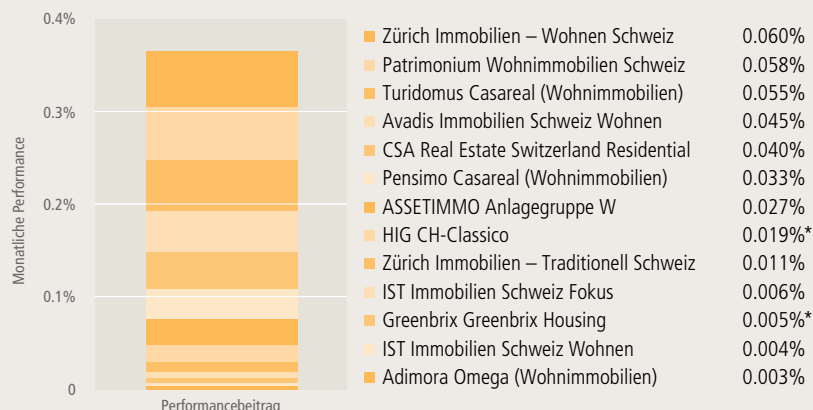 0.4%
0.3%
0.2%
0.1%
0
Monatliche Performance
Performancebeitrag
Zürich Immobilien – Wohnen Schweiz 0.060%
Patrimonium Wohnimmobilien Schweiz 0.058%
Turidomus Casareal (Wohnimmobilien) 0.055%
Avadis Immobilien Schweiz Wohnen 0.045%
CSA Real Estate Switzerland Residential 0.040%
Pensimo Casareal (Wohnimmobilien) 0.033%
ASSETIMMO Anlagegruppe W 0.027%
HIG CH-Classico 0.019%*
Zürich Immobilien – Traditionell Schweiz 0.011%
IST Immobilien Schweiz Fokus 0.006%
Greenbrix Greenbrix Housing 0.005%*
IST Immobilien Schweiz Wohnen 0.004%
Adimora Omega (Wohnimmobilien) 0.003%